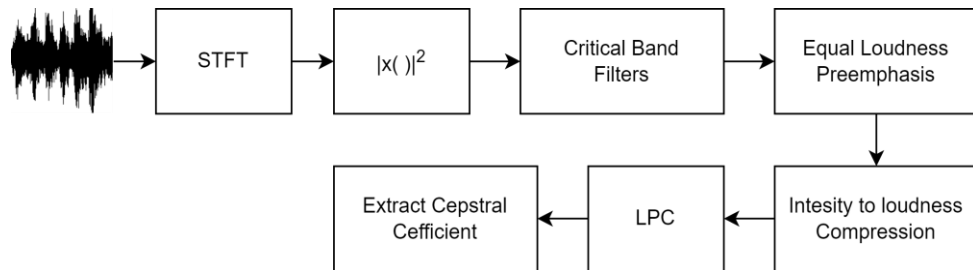 STFT
|x( )|²
Critical Band
Filters
Equal Loudness
Preemphasis
Intesity to loudness
Compression
LPC
Extract Cepstral
Cefficient